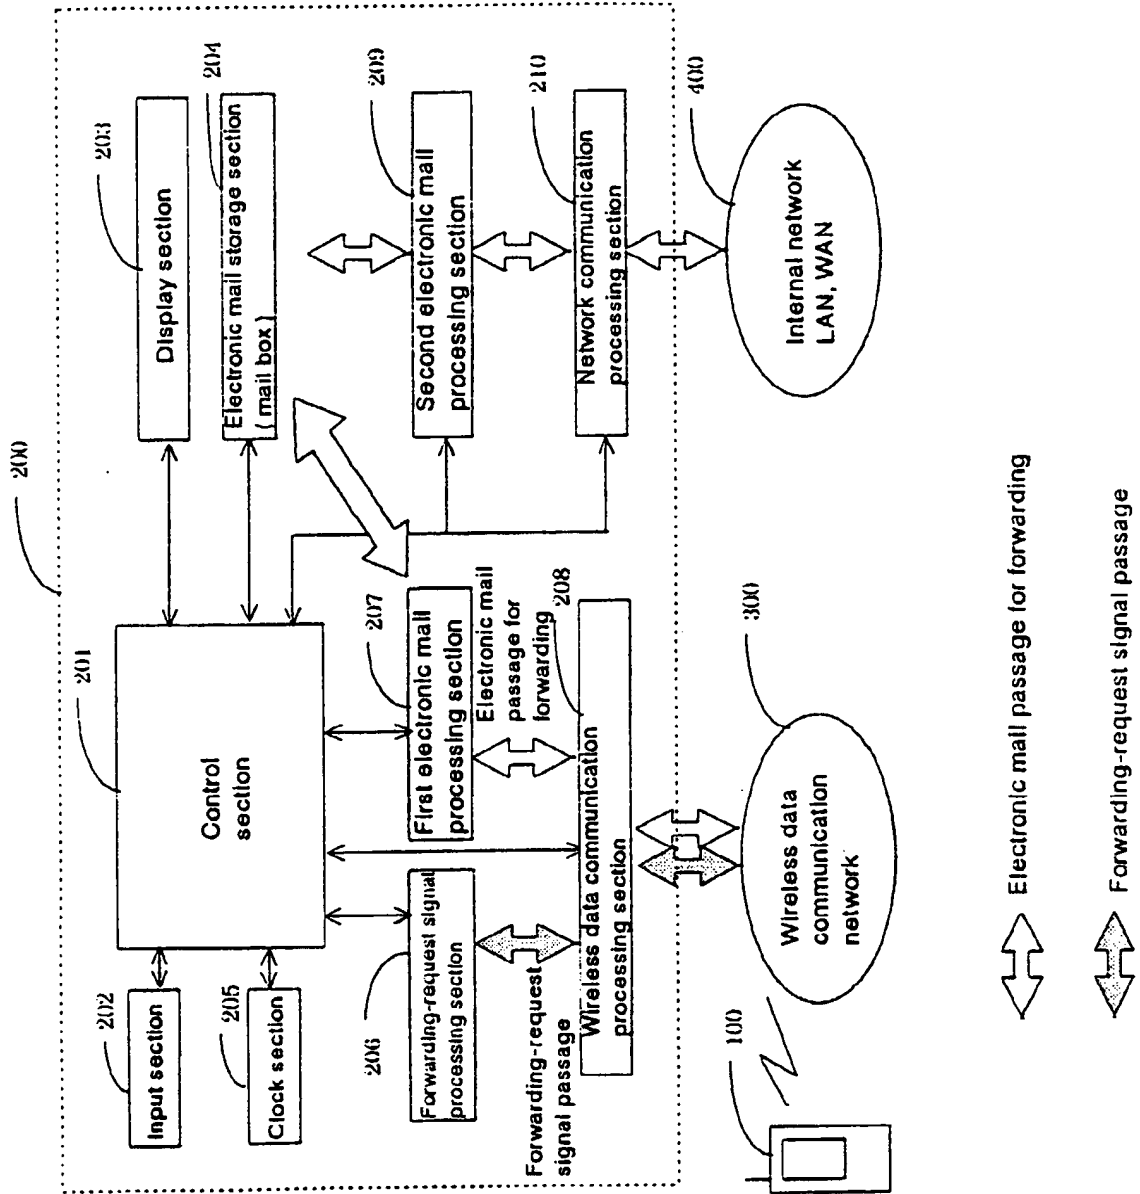 200
201
Control
section
202
Input section
205
Clock section
203
Display section
204
Electronic mail storage section
( mail box )
206
Forwarding-request signal
processing section
207
First electronic mail
processing section
209
Second electronic mail
processing section
Forwarding-request
signal passage
Electronic mail
passage for
forwarding
208
Wireless data communication
processing section
210
Network communication
processing section
100
300
Wireless data
communication
network
400
Internal network
LAN, WAN
Electronic mail passage for forwarding
Forwarding-request signal passage